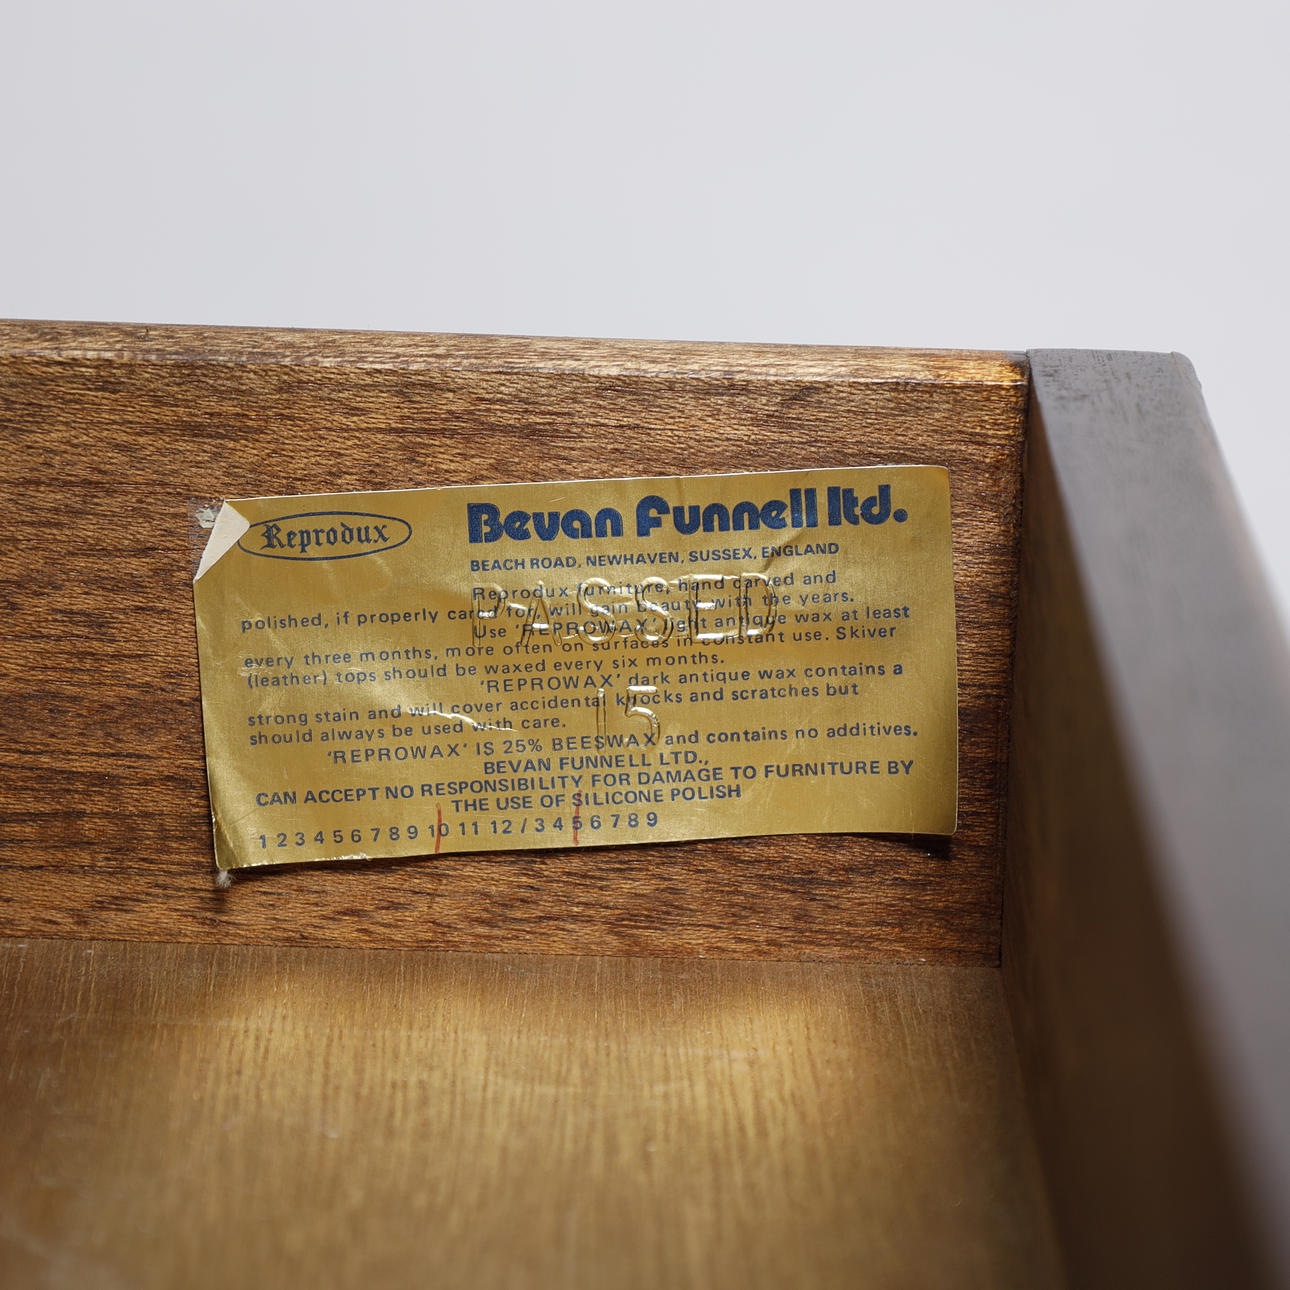 Reprodux
Bevan Funnell ltd.
BEACH ROAD, NEWHAVEN, SUSSEX, ENGLAND
PASSED
Reprodux furniture, hand carved and
polished, if properly cared for, will gain beauty with the years.
Use 'REPROWAX' light antique wax at least
every three months, more often on surfaces in constant use. Skiver
(leather) tops should be waxed every six months.
'REPROWAX' dark antique wax contains a
strong stain and will cover accidental knocks and scratches but
should always be used with care.
15
'REPROWAX' IS 25% BEESWAX and contains no additives.
BEVAN FUNNELL LTD.,
CAN ACCEPT NO RESPONSIBILITY FOR DAMAGE TO FURNITURE BY
THE USE OF SILICONE POLISH
1 2 3 4 5 6 7 8 9 10 11 12 / 3 4 5 6 7 8 9